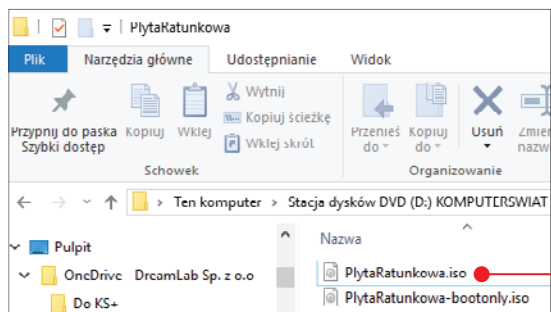 PlytaRatunkowa
Plik Narzędzia główne Udostępnianie Widok
Przypnij do paska Szybki dostęp
Kopiuj
Wklej
Wytnij
Kopiuj ścieżkę
Wklej skrót
Przenieś do
Kopiuj do
Usuń
Zmień
Schowek
Organizowanie
Ten komputer > Stacja dysków DVD (D:) KOMPUTERSWIAT
Pulpit
OneDrive DreamLab Sp. z o.o
Do KS+
Nazwa
PlytaRatunkowa.iso
PlytaRatunkowa-bootonly.iso